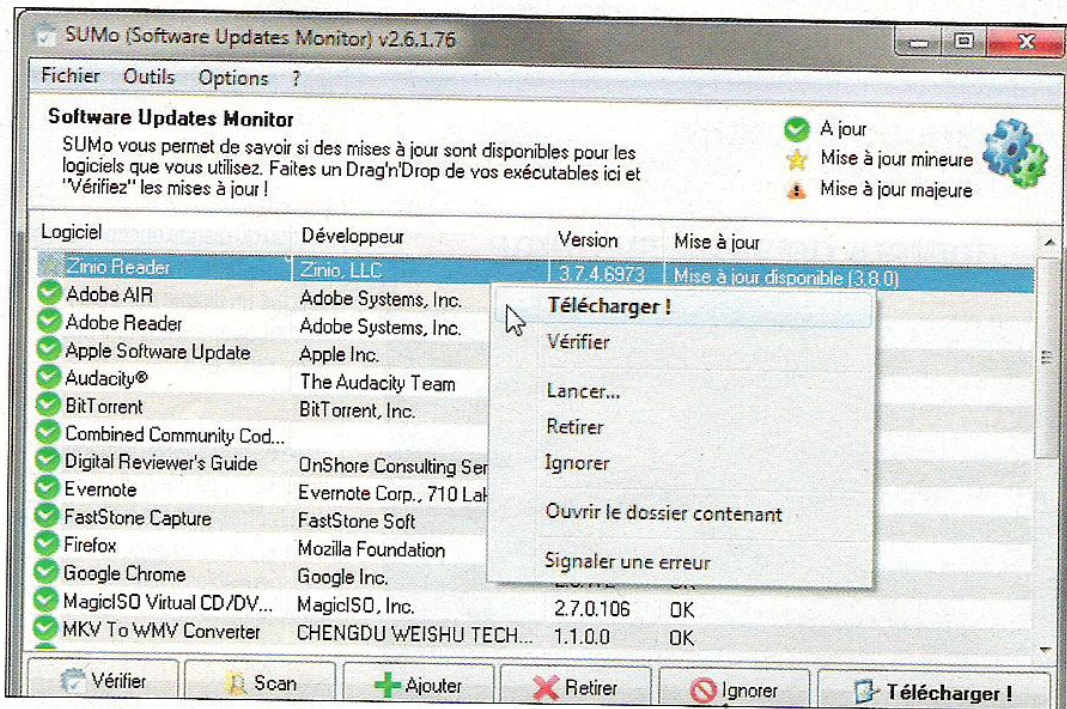 SUMo (Software Updates Monitor) v2.6.1.76
Fichier Outils Options ?
Software Updates Monitor
SUMo vous permet de savoir si des mises à jour sont disponibles pour les
logiciels que vous utilisez. Faites un Drag'n'Drop de vos exécutables ici et
"Vérifiez" les mises à jour !
A jour
Mise à jour mineure
Mise à jour majeure
Logiciel Développeur Version Mise à jour
Zinio Reader Zinio, LLC 3.7.4.6973 Mise à jour disponible (3.8.0)
Adobe AIR Adobe Systems, Inc.
Adobe Reader Adobe Systems, Inc.
Apple Software Update Apple Inc.
Audacity® The Audacity Team
BitTorrent BitTorrent, Inc.
Combined Community Cod...
Digital Reviewer's Guide OnShore Consulting Ser
Evernote Evernote Corp., 710 La
FastStone Capture FastStone Soft
Firefox Mozilla Foundation
Google Chrome Google Inc.
MagicISO Virtual CD/DV... MagicISO, Inc. 2.7.0.106 OK
MKV To WMV Converter CHENGDU WEISHU TECH... 1.1.0.0 OK
Télécharger !
Vérifier
Lancer...
Retirer
Ignorer
Ouvrir le dossier contenant
Signaler une erreur
Vérifier Scan Ajouter Retirer Ignorer Télécharger !